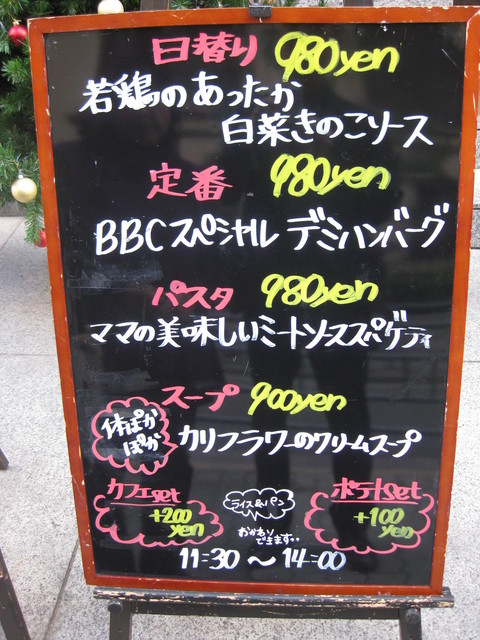 日替り 980yen
若鶏のあったか
白菜きのこソース
定番 980yen
BBCスペシャル デミハンバーグ
パスタ 980yen
ママの美味しいミートソーススパゲティ
スープ 900yen
体ぽか
ぽか
カリフラワーのクリームスープ
カフェset
+200
yen
ライス&パン
おかわり
できます..
ポテトset
+100
yen
11:30〜14:00